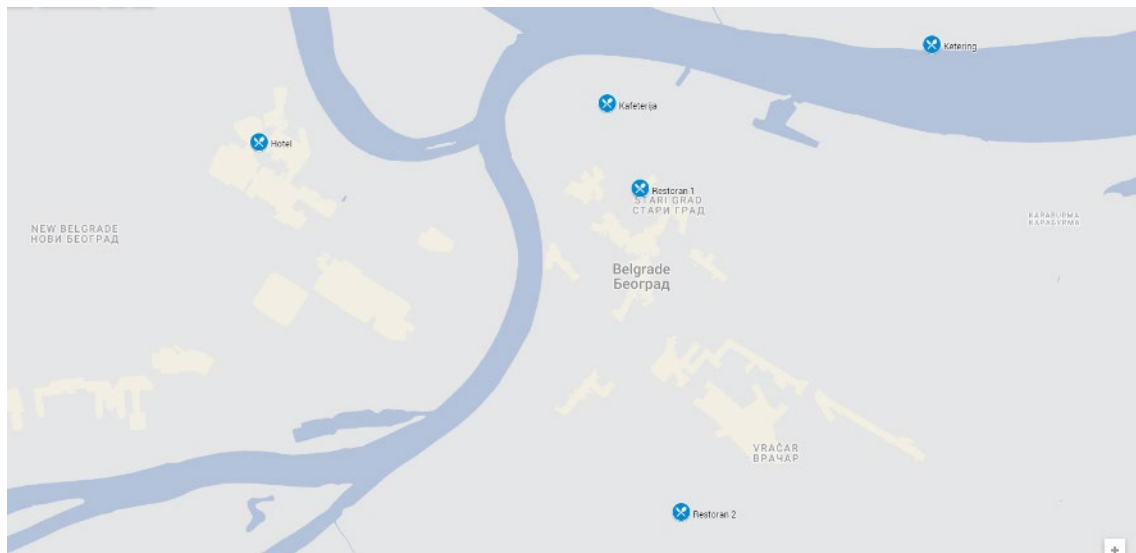 Ketering
Kafeterija
Hotel
Restoran 1
STARI GRAD
СТАРИ ГРАД
KARABURMA
КАРАБУРМА
NEW BELGRADE
НОВИ БЕОГРАД
Belgrade
Београд
VRAČAR
ВРАЧАР
Restoran 2
+